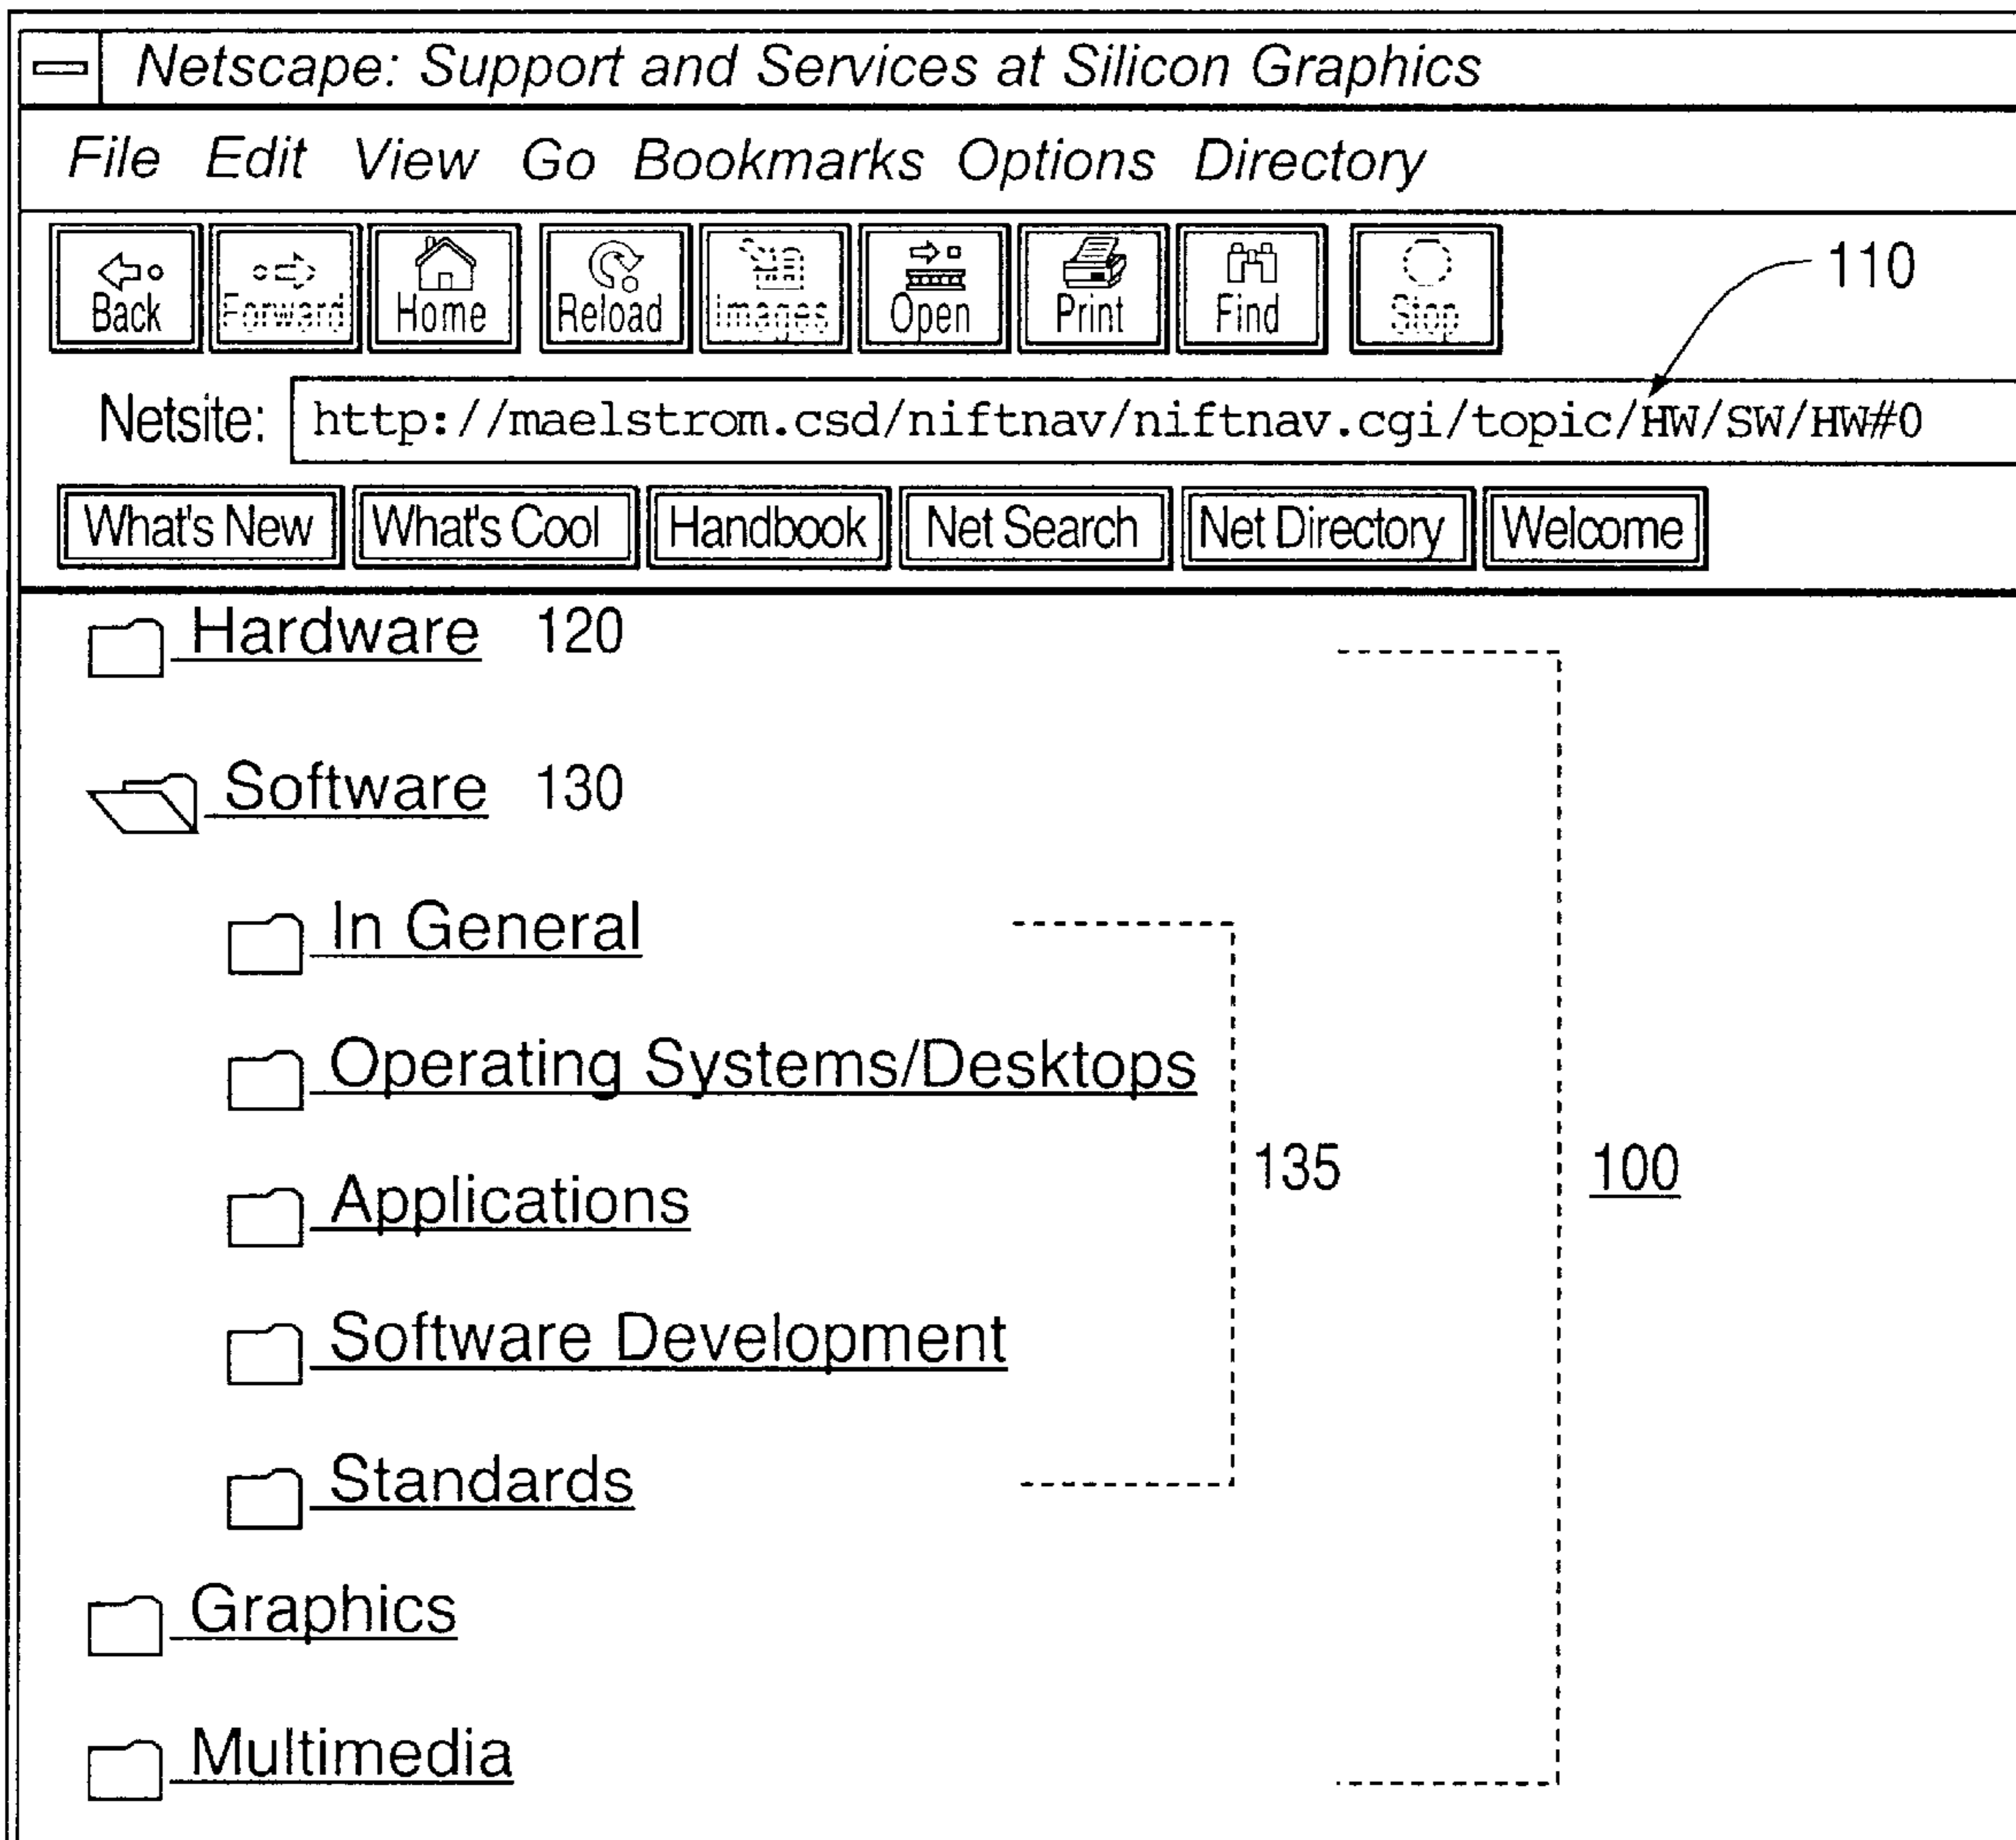 Netscape: Support and Services at Silicon Graphics
File Edit View Go Bookmarks Options Directory
Back Forward Home Reload Images Open Print Find Stop
110
Netsite: http://maelstrom.csd/niftnav/niftnav.cgi/topic/HW/SW/HW#0
What's New What's Cool Handbook Net Search Net Directory Welcome
Hardware 120
Software 130
In General
Operating Systems/Desktops
135 100
Applications
Software Development
Standards
Graphics
Multimedia